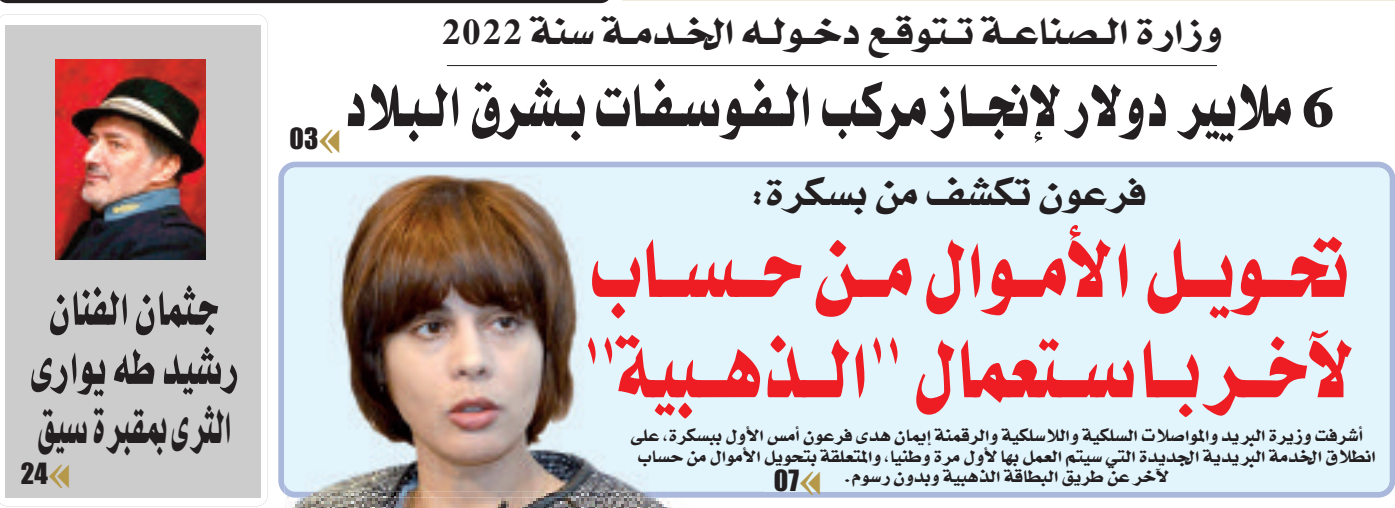 وزارة الصناعة تتوقع دخوله الخدمة سنة 2022
6 ملايير دولار لإنجاز مركب الفوسفات بشرق البلاد
03
فرعون تكشف من بسكرة:
تحويل الأموال من حساب
لآخر باستعمال "الذهبية"
أشرفت وزيرة البريد والمواصلات السلكية واللاسلكية والرقمنة إيمان هدى فرعون أمس الأول ببسكرة، على
انطلاق الخدمة البريدية الجديدة التي سيتم العمل بها لأول مرة وطنيا، والمتعلقة بتحويل الأموال من حساب
لآخر عن طريق البطاقة الذهبية وبدون رسوم.
07
جثمان الفنان
رشيد طه يوارى
الثرى بمقبرة سيق
24